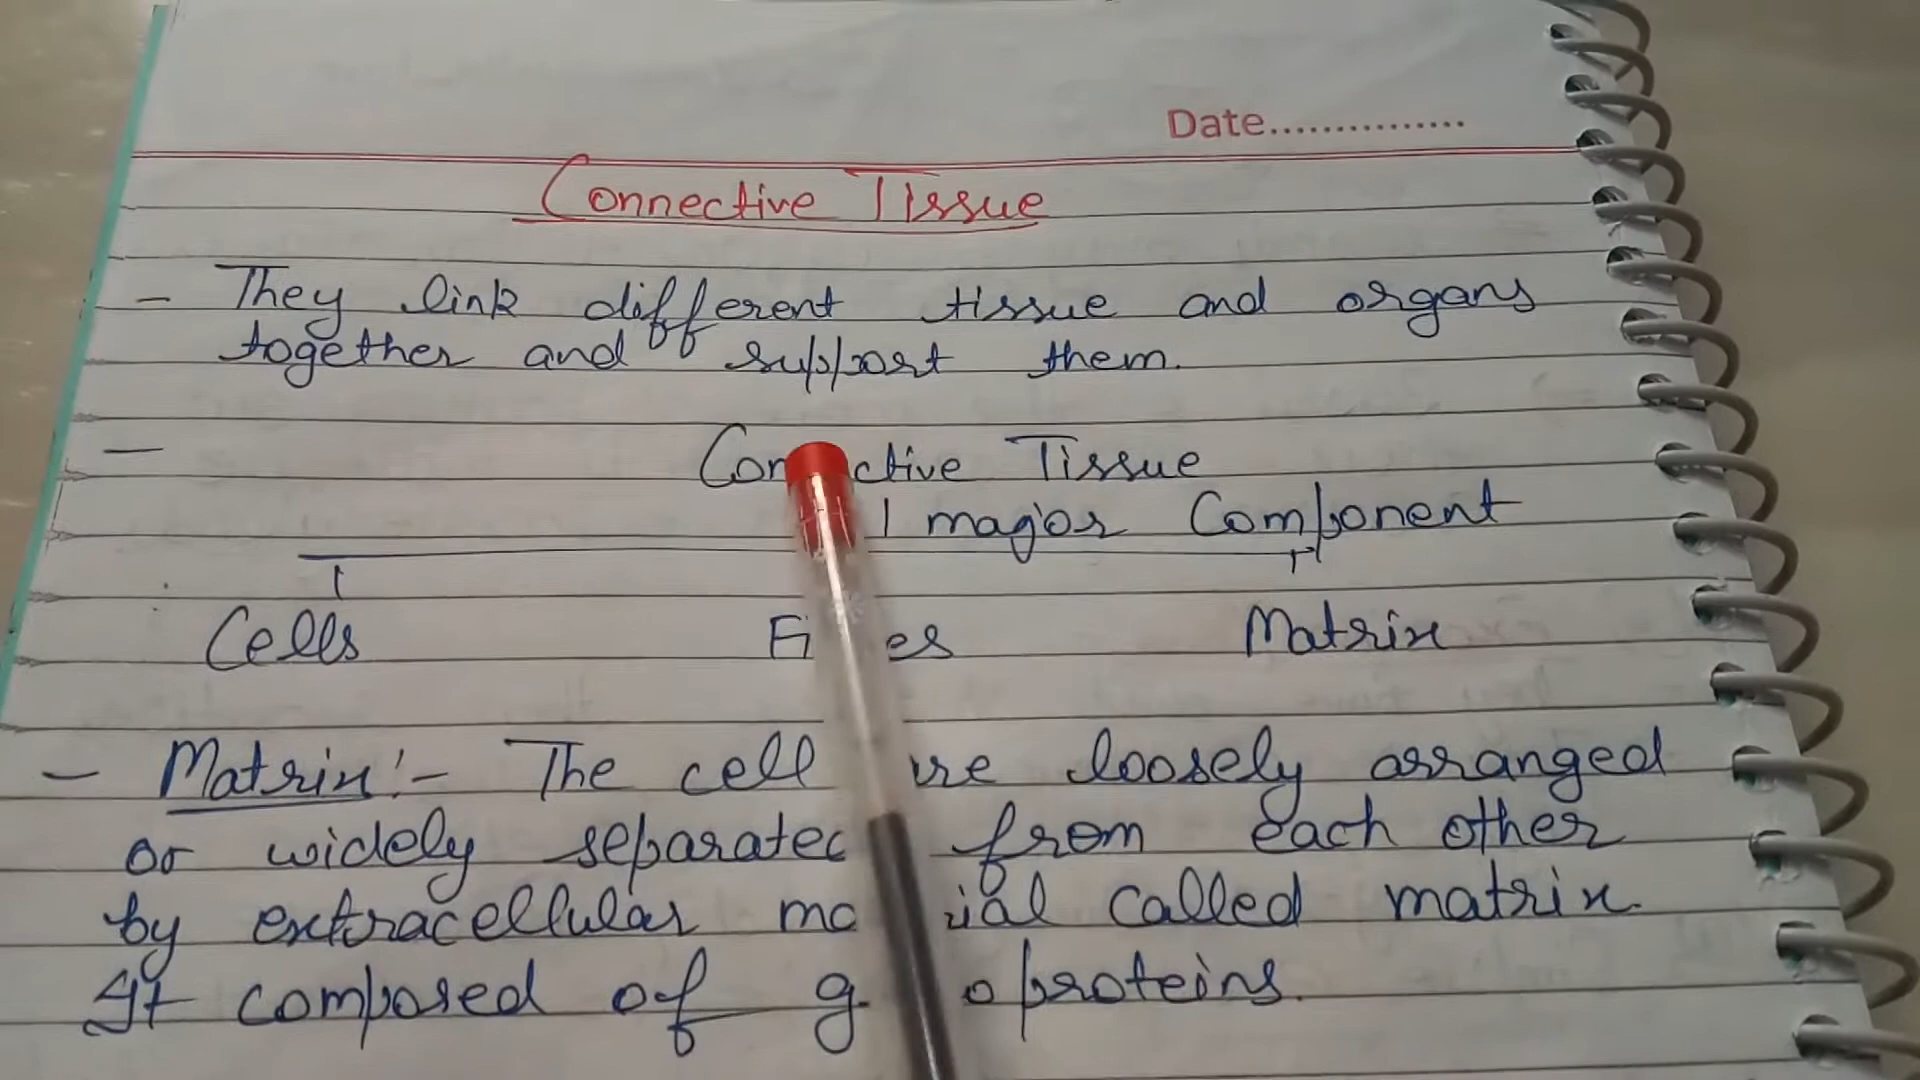 Date...............
Connective Tissue
- They link different tissue and organs
together and support them.
- Connective Tissue
major Component
Cells Matrix
- Matrix:- The cell are loosely arranged
or widely separated from each other
by extracellular material called matrix.
It composed of proteins.